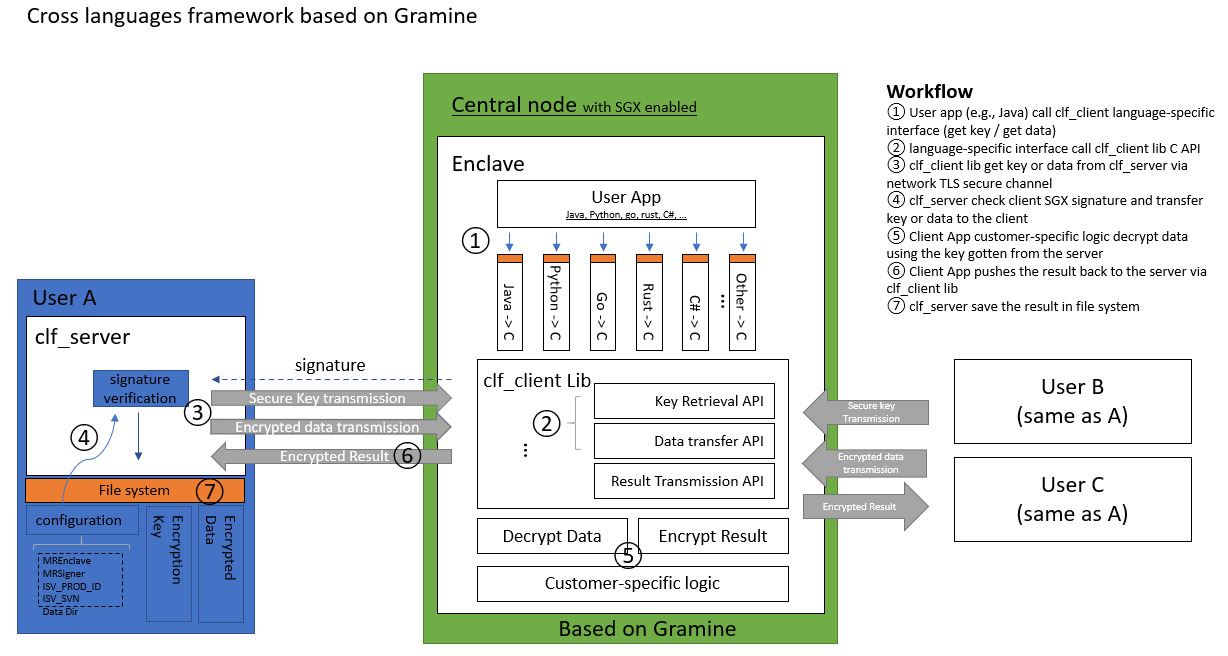 Cross languages framework based on Gramine
Central node with SGX enabled
Enclave
User App
Java, Python, go, rust, C#, ...
①
Java -> C
Python -> C
Go -> C
Rust -> C
C# -> C
...
Other -> C
clf_client Lib
②
...
Key Retrieval API
Data transfer API
Result Transmission API
Decrypt Data
Encrypt Result
⑤
Customer-specific logic
Based on Gramine
User A
clf_server
signature
verification
③
④
File system
⑦
configuration
MREnclave
MRSigner
ISV_PROD_ID
ISV_SVN
Data Dir
Encryption
Key
Encrypted
Data
signature
Secure Key transmission
Encrypted data transmission
Encrypted Result
⑥
Secure key
Transmission
Encrypted data
transmission
Encrypted Result
User B
(same as A)
User C
(same as A)
Workflow
① User app (e.g., Java) call clf_client language-specific
interface (get key / get data)
② language-specific interface call clf_client lib C API
③ clf_client lib get key or data from clf_server via
network TLS secure channel
④ clf_server check client SGX signature and transfer
key or data to the client
⑤ Client App customer-specific logic decrypt data
using the key gotten from the server
⑥ Client App pushes the result back to the server via
clf_client lib
⑦ clf_server save the result in file system